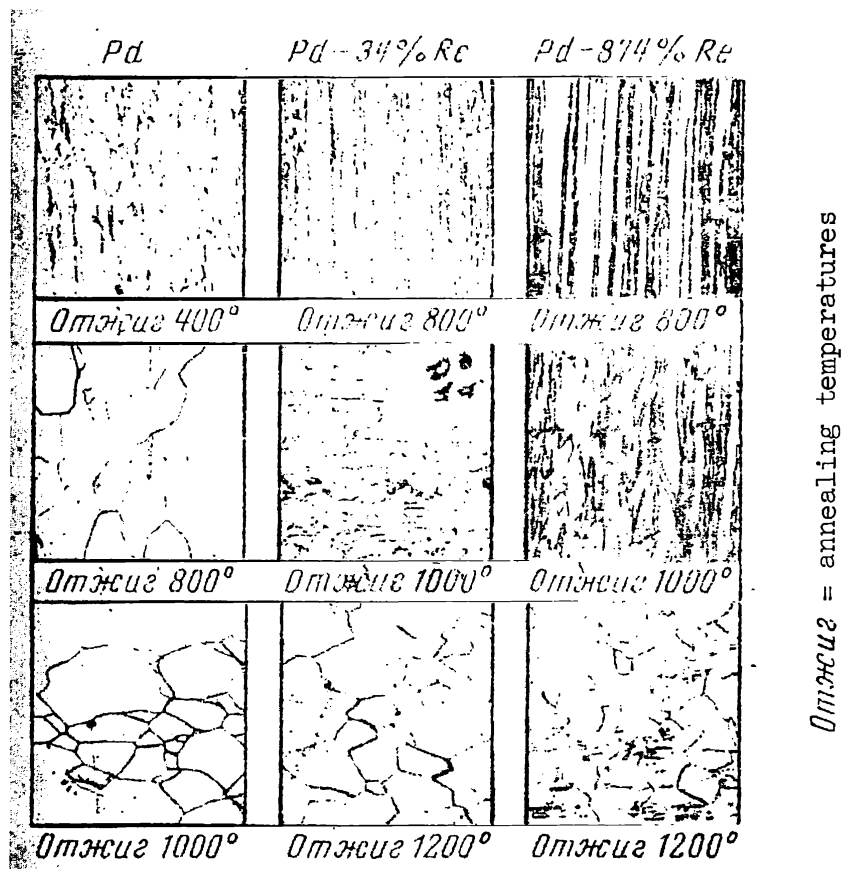 Pd Pd-34% Re Pd-874% Re
Отжиг 400° Отжиг 800° Отжиг 800°
Отжиг 800° Отжиг 1000° Отжиг 1000°
Отжиг 1000° Отжиг 1200° Отжиг 1200°
Отжиг = annealing temperatures